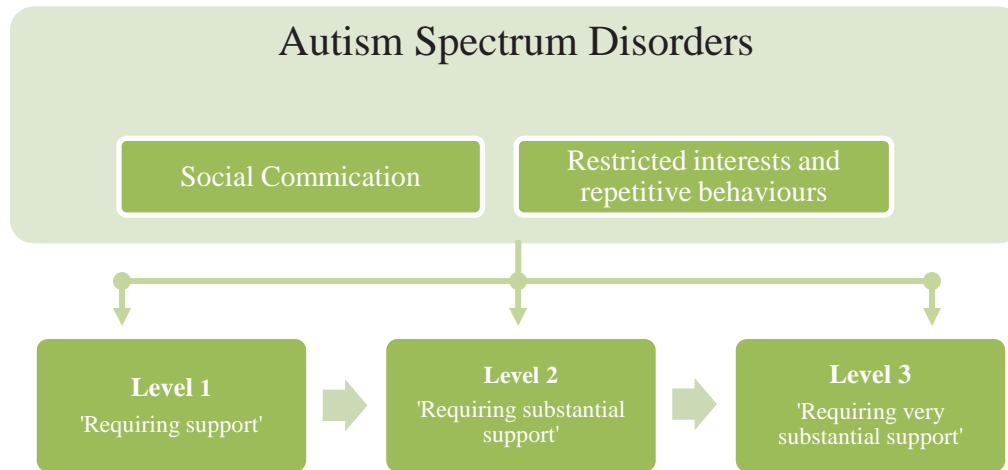 Autism Spectrum Disorders
Social Commication
Restricted interests and
repetitive behaviours
Level 1
'Requiring support'
Level 2
'Requiring substantial
support'
Level 3
'Requiring very
substantial support'